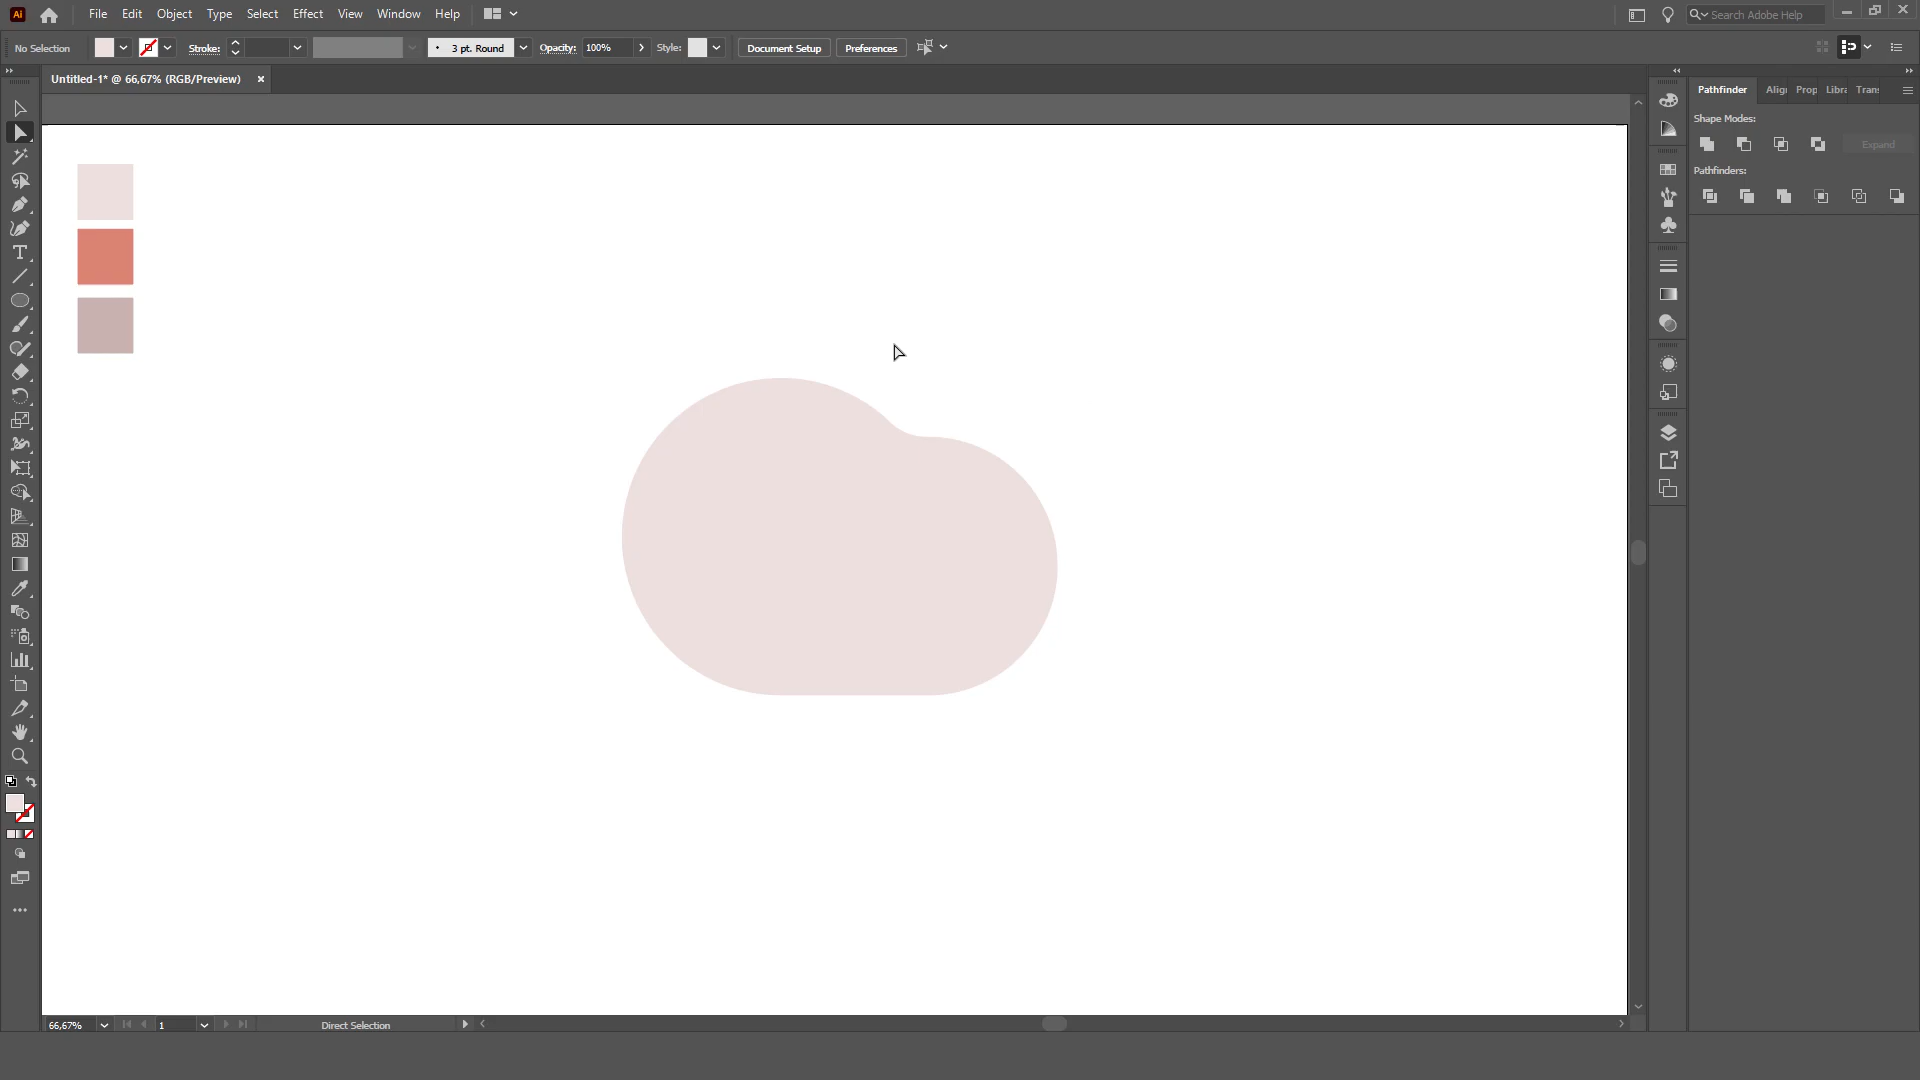 Ai File Edit Object Type Select Effect View Window Help Search Adobe Help
No Selection Stroke: 3 pt. Round Opacity: 100% Style: Document Setup Preferences
Untitled-1* @ 66,67% (RGB/Preview) ×
Pathfinder Alig Prop Libra Tran
Shape Modes:
Expand
Pathfinders:
66,67% 1 Direct Selection